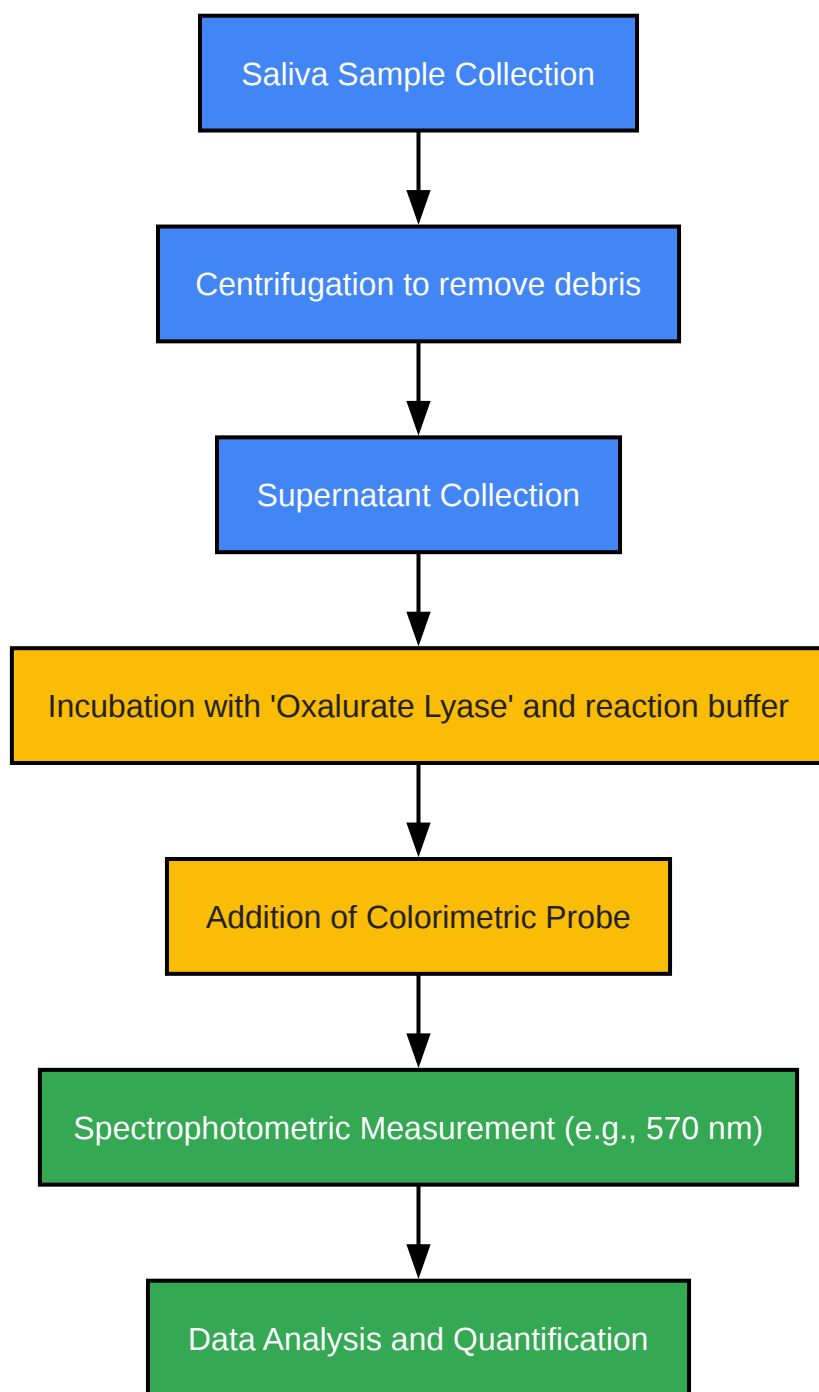 Saliva Sample Collection
Centrifugation to remove debris
Supernatant Collection
Incubation with 'Oxalurate Lyase' and reaction buffer
Addition of Colorimetric Probe
Spectrophotometric Measurement (e.g., 570 nm)
Data Analysis and Quantification